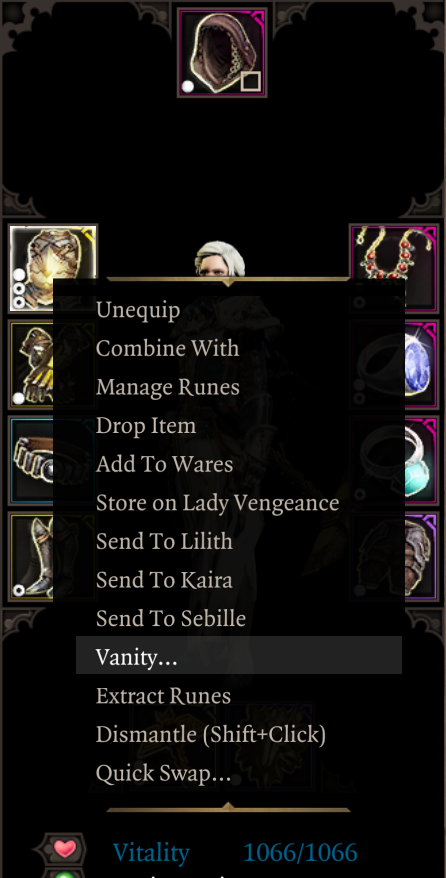 Unequip
Combine With
Manage Runes
Drop Item
Add To Wares
Store on Lady Vengeance
Send To Lilith
Send To Kaira
Send To Sebille
Vanity...
Extract Runes
Dismantle (Shift+Click)
Quick Swap...
Vitality 1066/1066